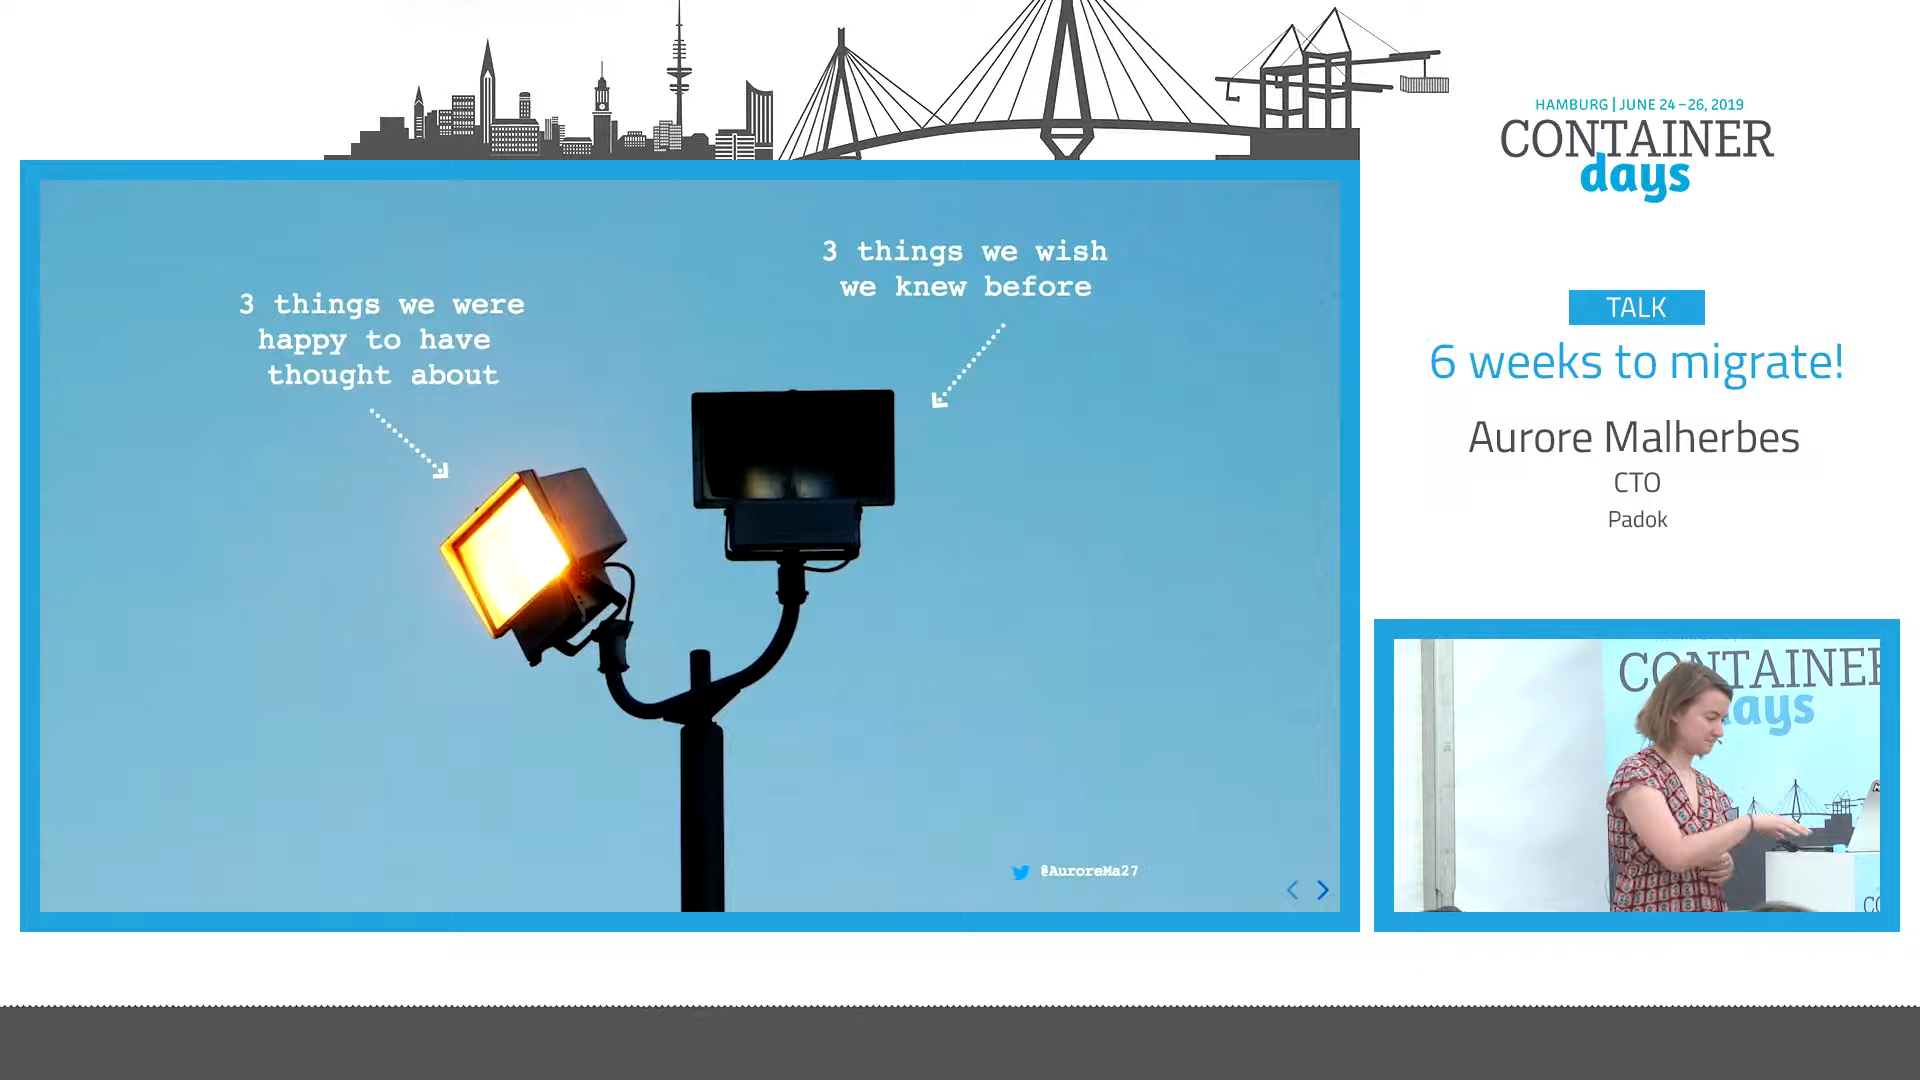 HAMBURG | JUNE 24–26, 2019
CONTAINER
days
3 things we wish
we knew before
3 things we were
happy to have
thought about
TALK
6 weeks to migrate!
Aurore Malherbes
CTO
Padok
@AuroreMa27
CONTAINER
days